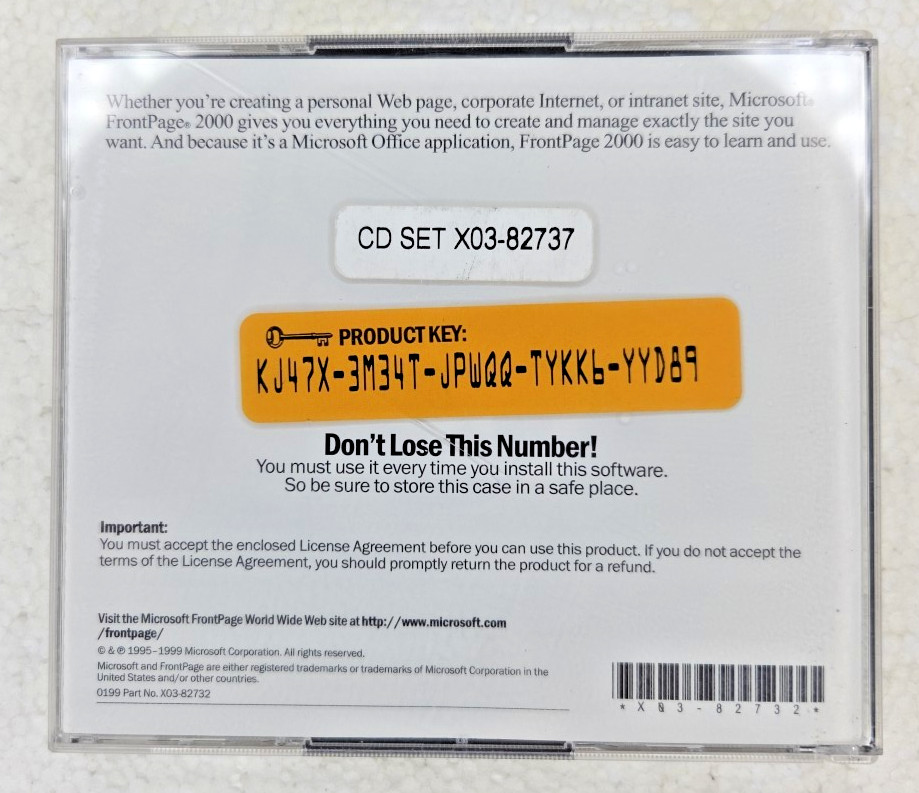 Whether you're creating a personal Web page, corporate Internet, or intranet site, Microsoft®
FrontPage® 2000 gives you everything you need to create and manage exactly the site you
want. And because it's a Microsoft Office application, FrontPage 2000 is easy to learn and use.
CD SET X03-82737
PRODUCT KEY:
KJ47X-3M34T-JPWQQ-TYKK6-YYD89
Don't Lose This Number!
You must use it every time you install this software.
So be sure to store this case in a safe place.
Important:
You must accept the enclosed License Agreement before you can use this product. If you do not accept the
terms of the License Agreement, you should promptly return the product for a refund.
Visit the Microsoft FrontPage World Wide Web site at http://www.microsoft.com
/frontpage/
© & ℗ 1995–1999 Microsoft Corporation. All rights reserved.
Microsoft and FrontPage are either registered trademarks or trademarks of Microsoft Corporation in the
United States and/or other countries.
0199 Part No. X03-82732
* X 0 3 - 8 2 7 3 2 *